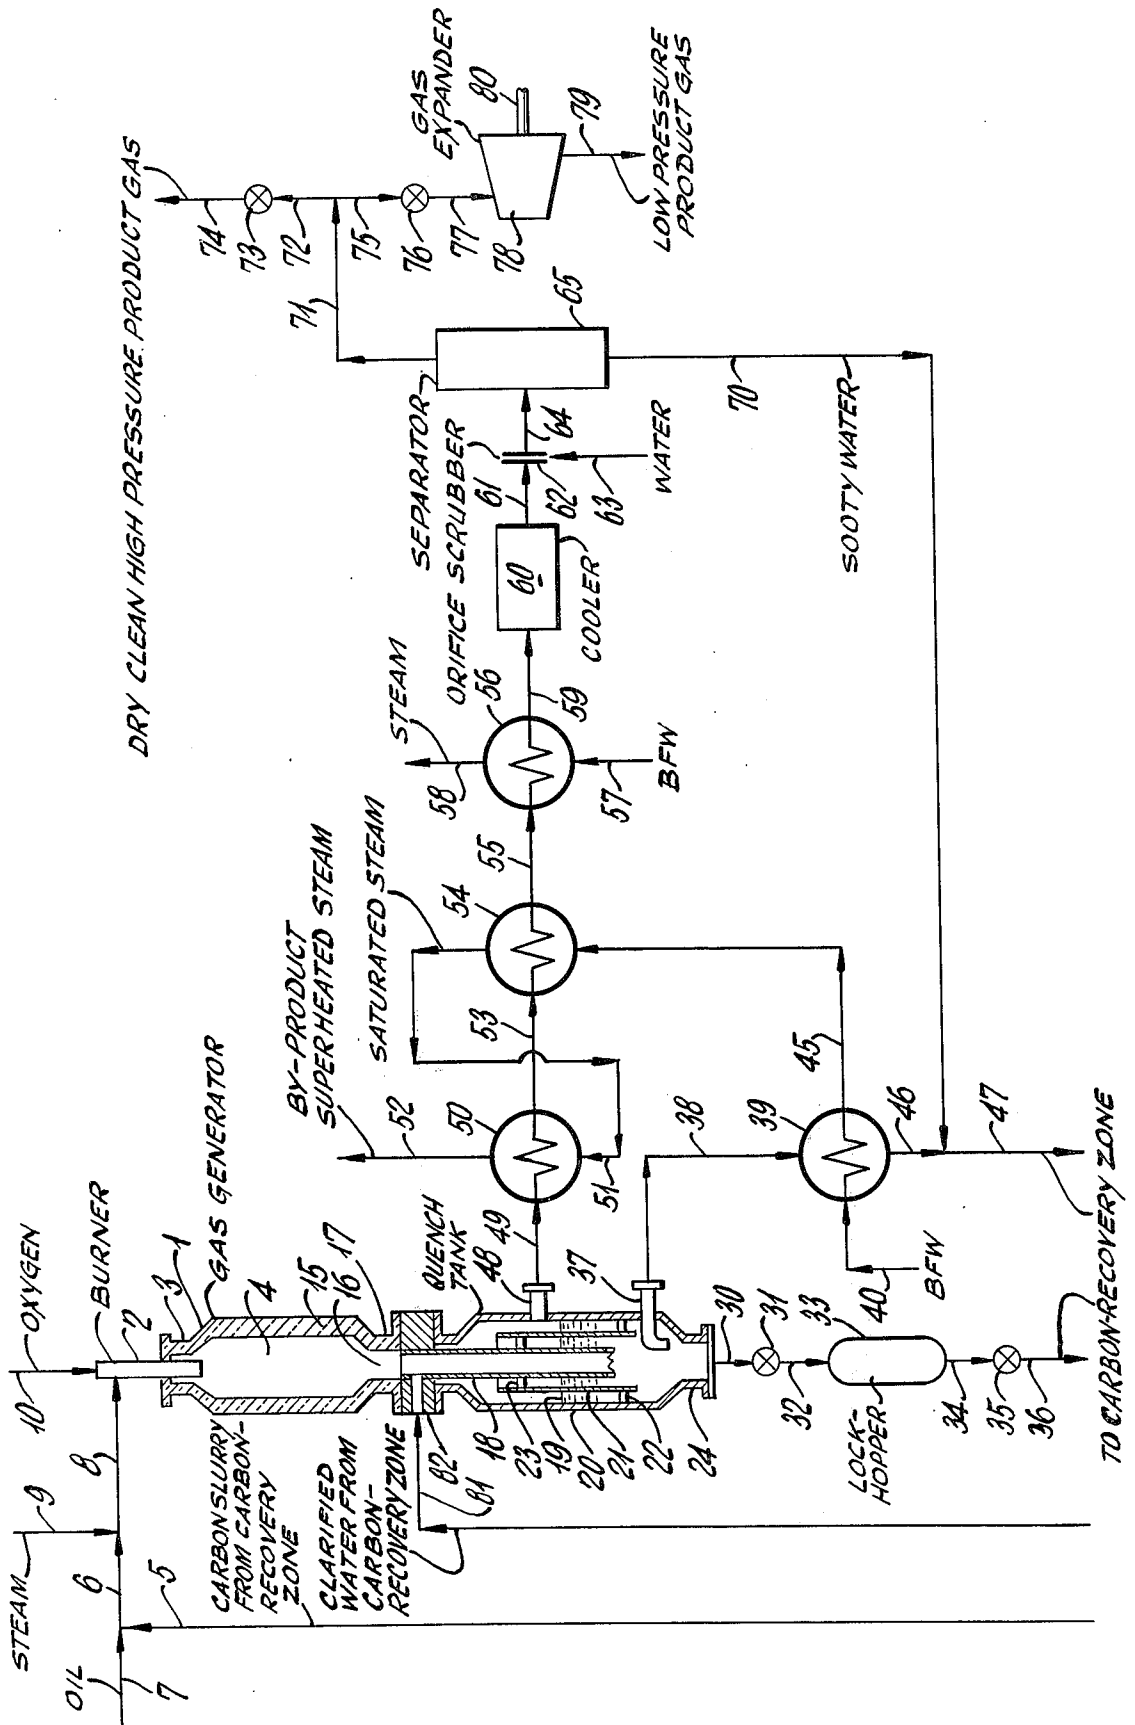 OXYGEN
10
BURNER
2
3
1
GAS GENERATOR
4
15
16
17
STEAM
9
8
6
OIL
7
5
CARBON SLURRY
FROM CARBON-
RECOVERY
ZONE
CLARIFIED
WATER FROM
CARBON-
RECOVERY ZONE
82
81
18
23
19
20
21
22
24
QUENCH
TANK
48
49
37
30
31
32
33
LOCK-
HOPPER
34
35
36
TO CARBON-RECOVERY ZONE
38
39
40
BFW
45
46
47
50
51
52
BY-PRODUCT
SUPERHEATED STEAM
SATURATED STEAM
53
54
55
56
57
BFW
58
STEAM
59
60
COOLER
61
ORIFICE SCRUBBER
62
63
WATER
64
SEPARATOR
65
70
SOOTY WATER
71
72
73
74
DRY CLEAN HIGH PRESSURE PRODUCT GAS
75
76
77
78
GAS
EXPANDER
80
79
LOW PRESSURE
PRODUCT GAS